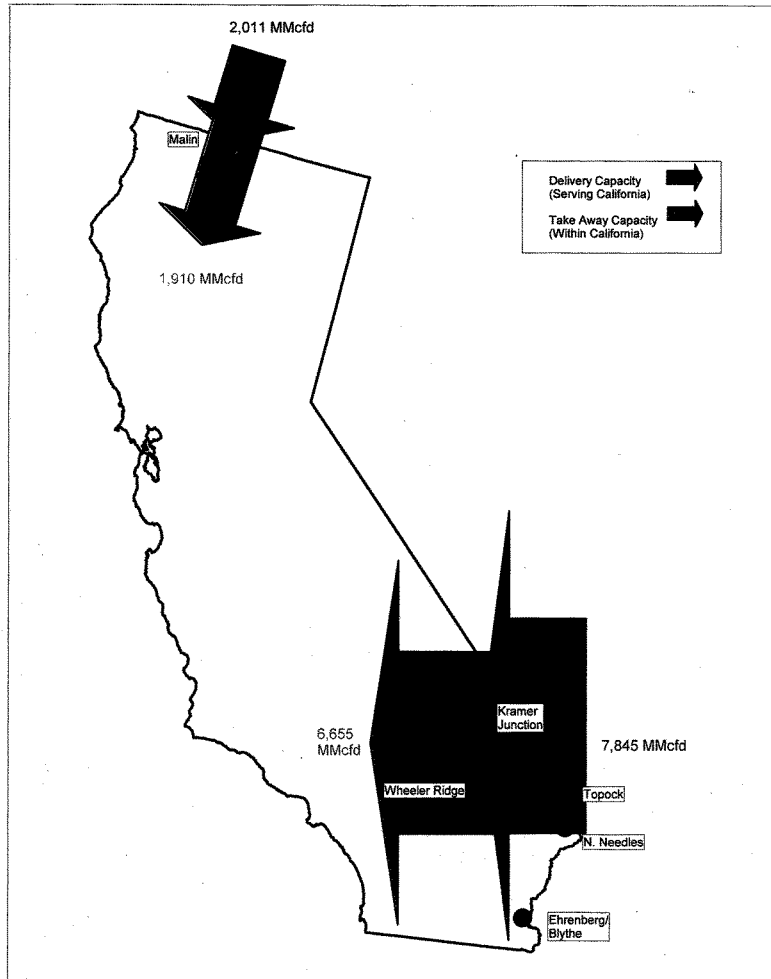 2,011 MMcfd
Malin
Delivery Capacity
(Serving California)
Take Away Capacity
(Within California)
1,910 MMcfd
Kramer
Junction
6,655
MMcfd
7,845 MMcfd
Wheeler Ridge
Topock
N. Needles
Ehrenberg/
Blythe